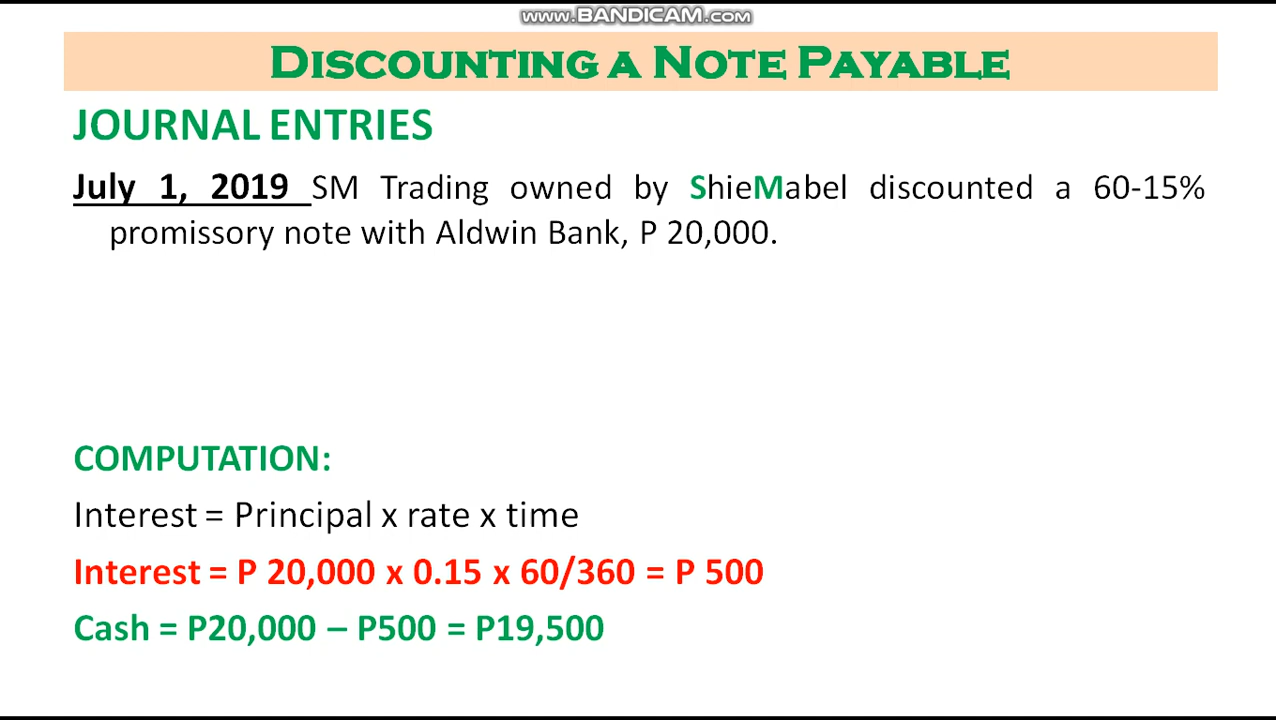 www.BANDICAM.com
DISCOUNTING A NOTE PAYABLE
JOURNAL ENTRIES
July 1, 2019 SM Trading owned by ShieMabel discounted a 60-15%
promissory note with Aldwin Bank, P 20,000.
COMPUTATION:
Interest = Principal x rate x time
Interest = P 20,000 x 0.15 x 60/360 = P 500
Cash = P20,000 – P500 = P19,500